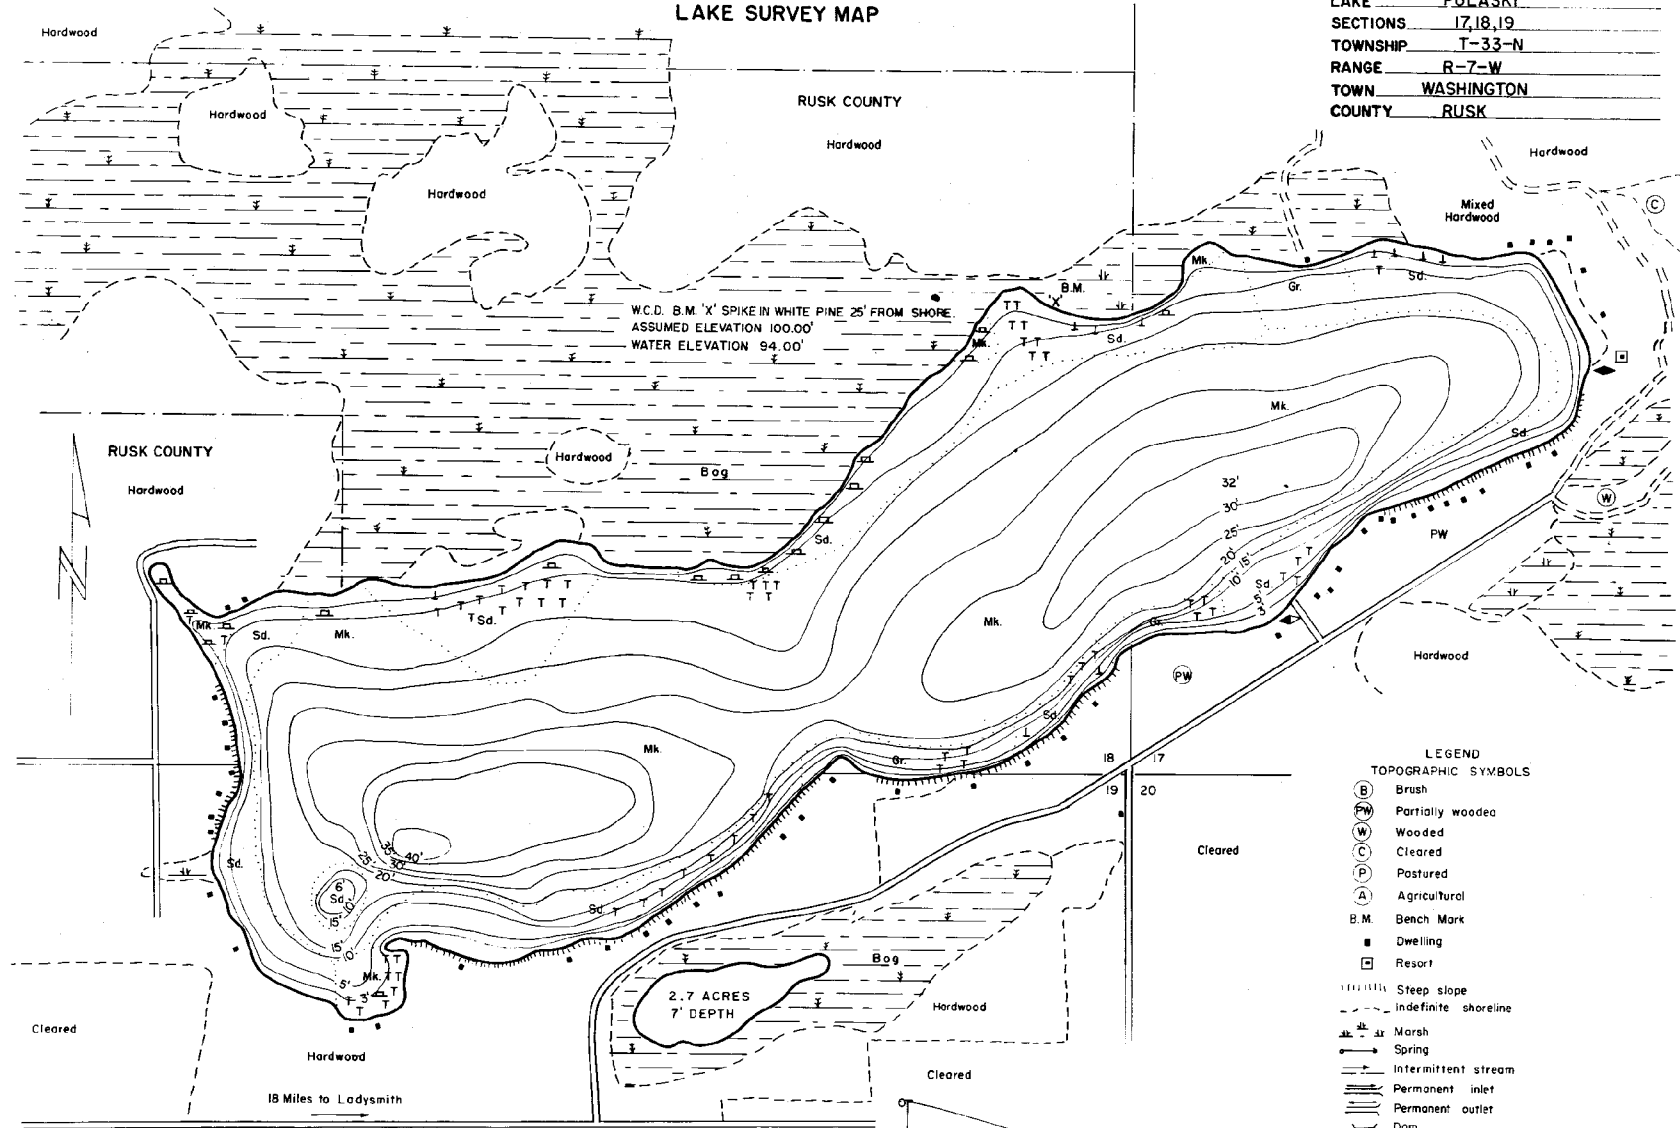 LAKE SURVEY MAP
LAKE PULASKI
SECTIONS 17,18,19
TOWNSHIP T-33-N
RANGE R-7-W
TOWN WASHINGTON
COUNTY RUSK
Hardwood
Hardwood
Hardwood
RUSK COUNTY
Hardwood
Hardwood
Mixed
Hardwood
C
W.C.D. B.M. 'X' SPIKE IN WHITE PINE 25' FROM SHORE.
ASSUMED ELEVATION 100.00'
WATER ELEVATION 94.00'
B.M.
'X'
Mk.
Gr.
Sd.
Sd.
Mk.
Mk.
Sd.
RUSK COUNTY
Hardwood
Hardwood
Bog
N
32'
30'
25'
20'
15'
10'
5
3
Sd.
Sd.
W
PW
Mk.
Sd.
Mk.
Sd.
Mk.
Gr.
PW
Hardwood
Sd.
Mk.
Gr.
18 17
19 20
40'
35'
30'
25'
20'
6'
Sd.
10'
15'
15'
10'
5'
3'
Mk.
Sd.
Sd.
Cleared
Bog
2.7 ACRES
7' DEPTH
Hardwood
Cleared
Hardwood
Cleared
18 Miles to Ladysmith
LEGEND
TOPOGRAPHIC SYMBOLS
B Brush
PW Partially wooded
W Wooded
C Cleared
P Pastured
A Agricultural
B.M. Bench Mark
Dwelling
Resort
Steep slope
Indefinite shoreline
Marsh
Spring
Intermittent stream
Permanent inlet
Permanent outlet
Dam